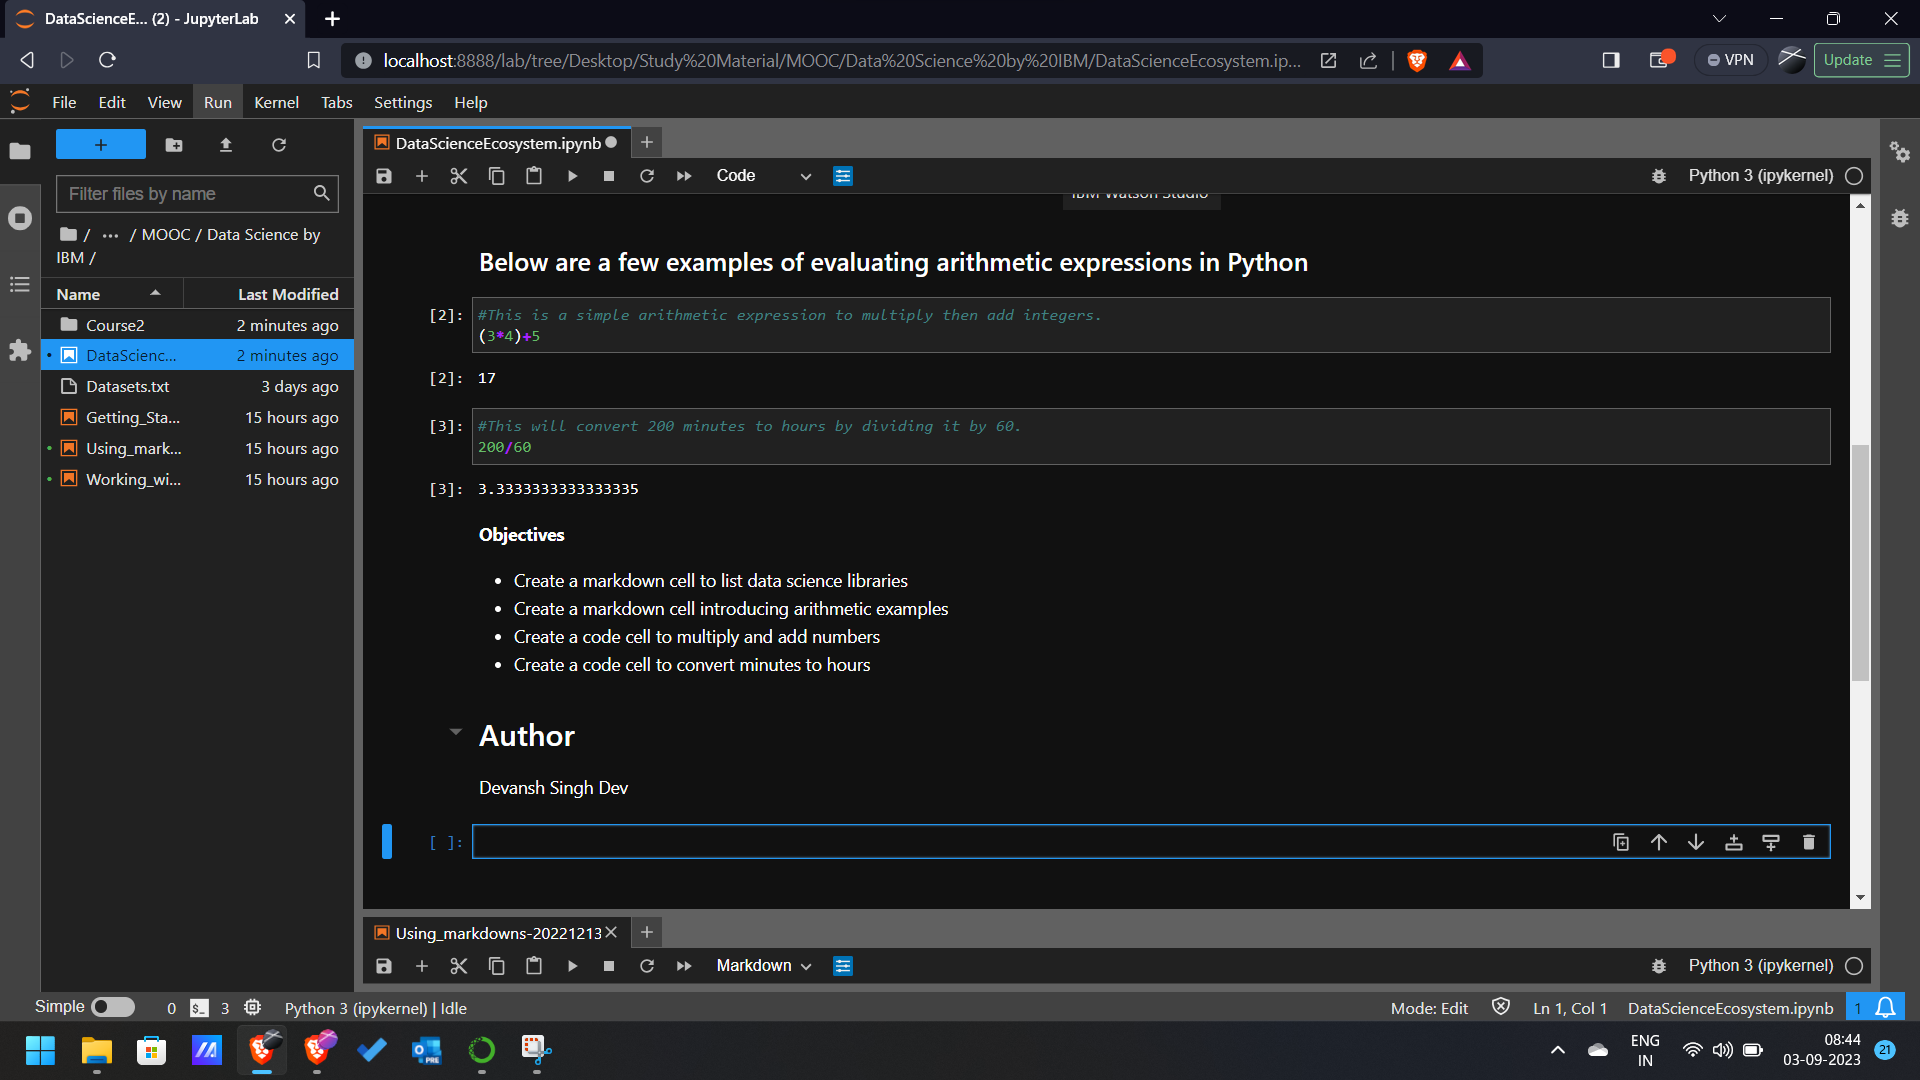 DataScienceE... (2) - JupyterLab
localhost:8888/lab/tree/Desktop/Study%20Material/MOOC/Data%20Science%20by%20IBM/DataScienceEcosystem.ip...
VPN
Update
File Edit View Run Kernel Tabs Settings Help
+
Filter files by name
/ ... / MOOC / Data Science by
IBM /
Name Last Modified
Course2 2 minutes ago
DataScienc... 2 minutes ago
Datasets.txt 3 days ago
Getting_Sta... 15 hours ago
Using_mark... 15 hours ago
Working_wi... 15 hours ago
DataScienceEcosystem.ipynb
Code
Python 3 (ipykernel)
IBM Watson Studio
Below are a few examples of evaluating arithmetic expressions in Python
[2]: #This is a simple arithmetic expression to multiply then add integers.
(3*4)+5
[2]: 17
[3]: #This will convert 200 minutes to hours by dividing it by 60.
200/60
[3]: 3.3333333333333335
Objectives
• Create a markdown cell to list data science libraries
• Create a markdown cell introducing arithmetic examples
• Create a code cell to multiply and add numbers
• Create a code cell to convert minutes to hours
Author
Devansh Singh Dev
[ ]:
Using_markdowns-20221213
Markdown
Python 3 (ipykernel)
Simple 0 $_ 3 Python 3 (ipykernel) | Idle
Mode: Edit Ln 1, Col 1 DataScienceEcosystem.ipynb 1
PRE
ENG
IN
08:44
03-09-2023
21